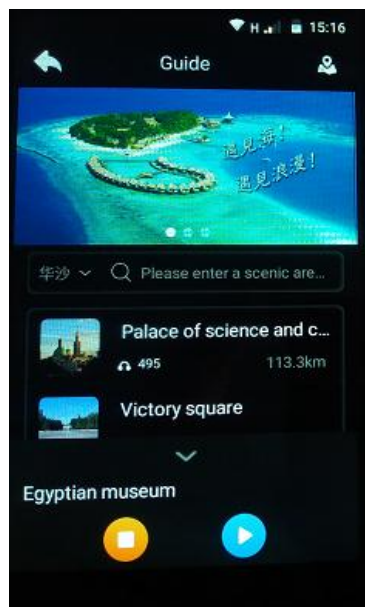 H 15:16
Guide
遇見海!
遇見浪漫!
华沙 Please enter a scenic are...
Palace of science and c...
495 113.3km
Victory square
Egyptian museum